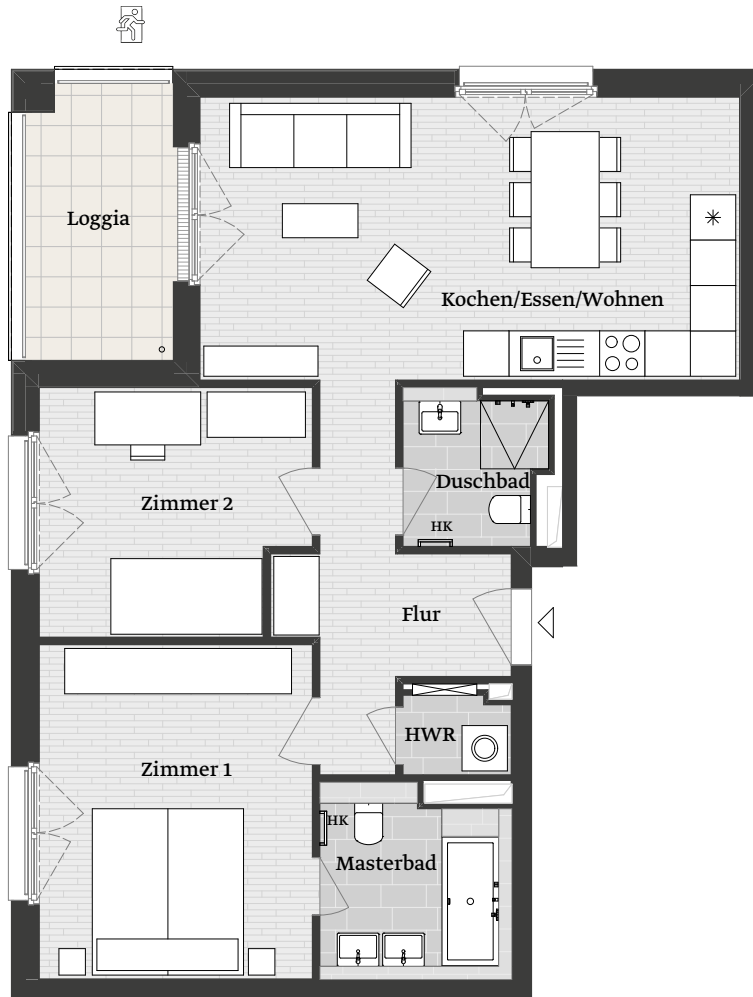 Loggia
Kochen/Essen/Wohnen
Duschbad
Zimmer 2
HK
Flur
HWR
Zimmer 1
HK
Masterbad